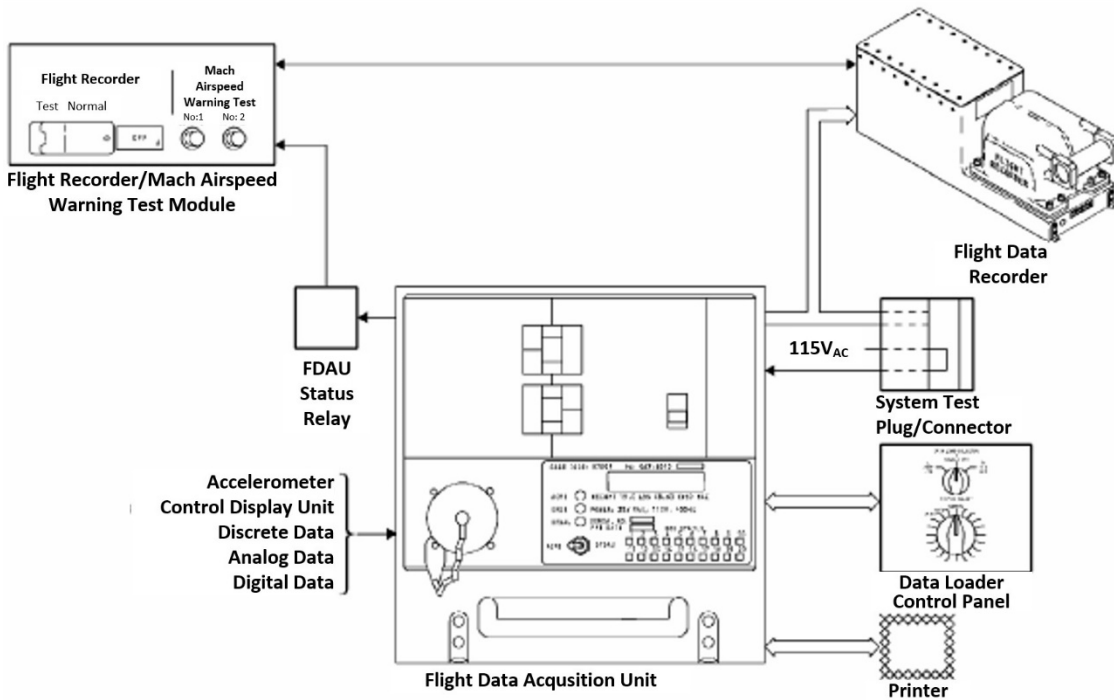 Flight Recorder
Test Normal
OFF
Mach
Airspeed
Warning Test
No:1 No: 2
Flight Recorder/Mach Airspeed
Warning Test Module
FLIGHT
RECORDER
Flight Data
Recorder
FDAU
Status
Relay
115VAC
System Test
Plug/Connector
Accelerometer
Control Display Unit
Discrete Data
Analog Data
Digital Data
Data Loader
Control Panel
Flight Data Acqusition Unit
Printer